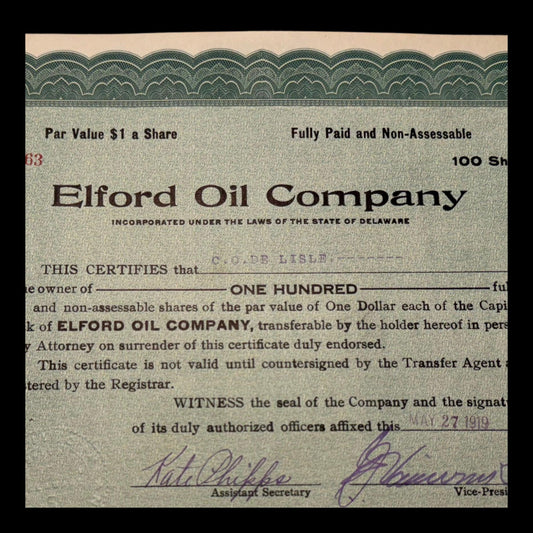 Par Value $1 a Share Fully Paid and Non-Assessable
63 100 Sh
Elford Oil Company
INCORPORATED UNDER THE LAWS OF THE STATE OF DELAWARE
THIS CERTIFIES that C.O.DE LISLE.-------
e owner of ONE HUNDRED ful
and non-assessable shares of the par value of One Dollar each of the Capi
k of ELFORD OIL COMPANY, transferable by the holder hereof in pers
y Attorney on surrender of this certificate duly endorsed.
This certificate is not valid until countersigned by the Transfer Agent a
stered by the Registrar.
WITNESS the seal of the Company and the signatu
of its duly authorized officers affixed this MAY 27 1919
Kate Phipps
Assistant Secretary Vice-Presi